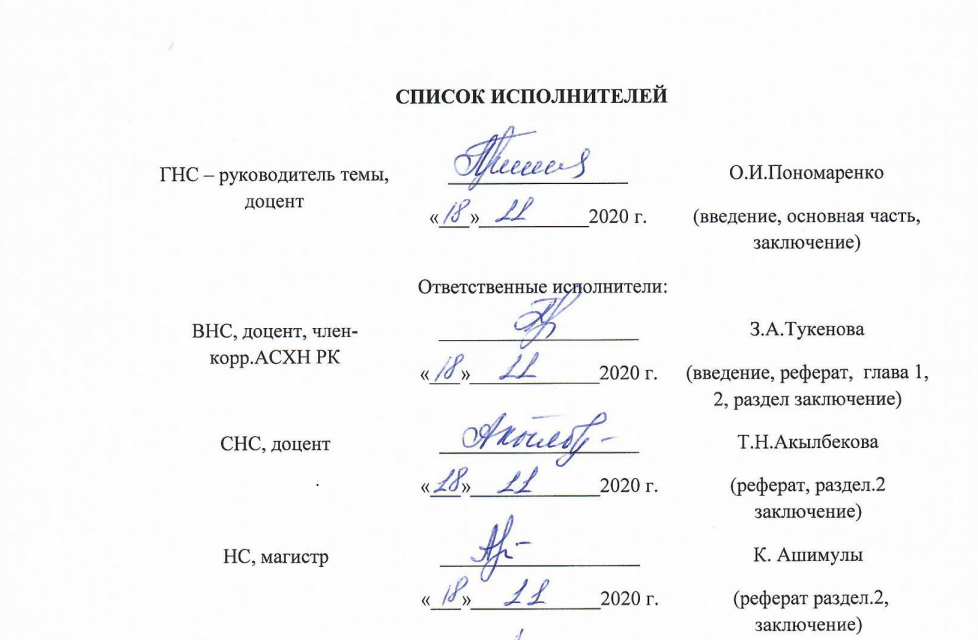 СПИСОК ИСПОЛНИТЕЛЕЙ
ГНС – руководитель темы, О.И.Пономаренко
доцент
«18» 11 2020 г. (введение, основная часть,
заключение)
Ответственные исполнители:
ВНС, доцент, член- З.А.Тукенова
корр.АСХН РК
«18» 11 2020 г. (введение, реферат, глава 1,
2, раздел заключение)
СНС, доцент Акылбе Т.Н.Акылбекова
«18» 11 2020 г. (реферат, раздел.2
заключение)
НС, магистр К. Ашимулы
«18» 11 2020 г. (реферат раздел.2,
заключение)